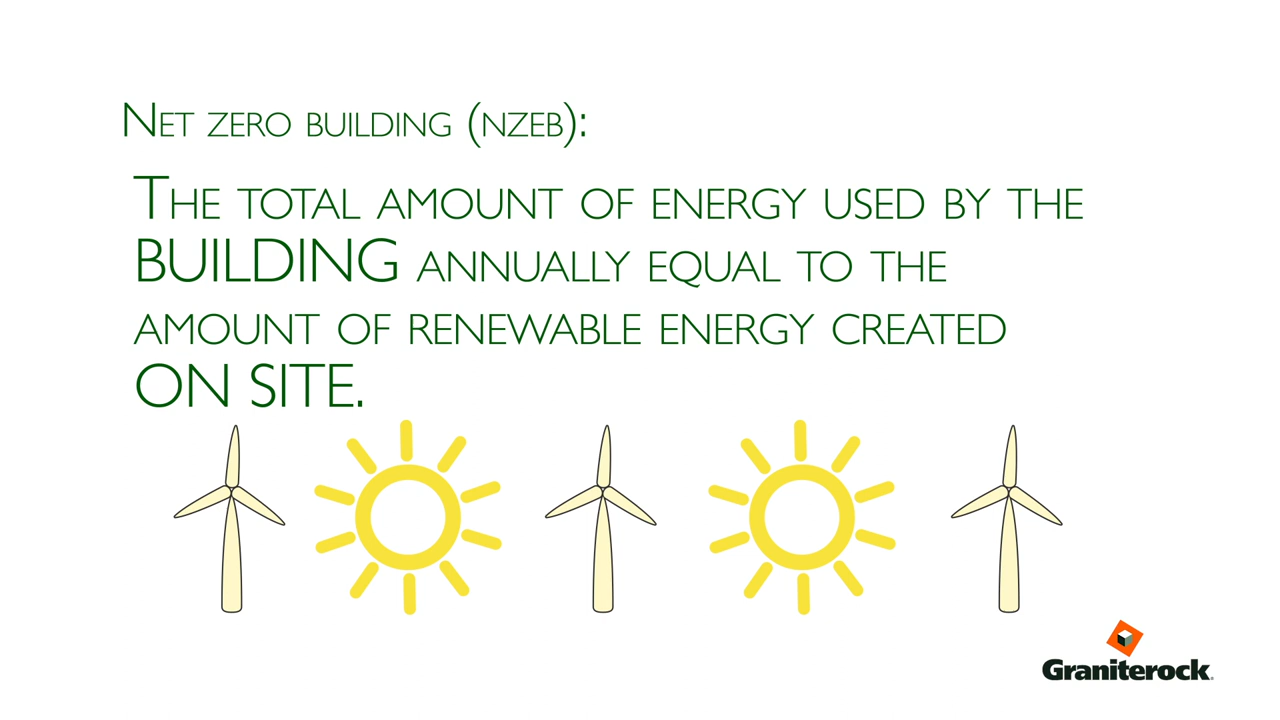 Net zero building (nzeb):
The total amount of energy used by the
BUILDING annually equal to the
amount of renewable energy created
ON SITE.
Graniterock